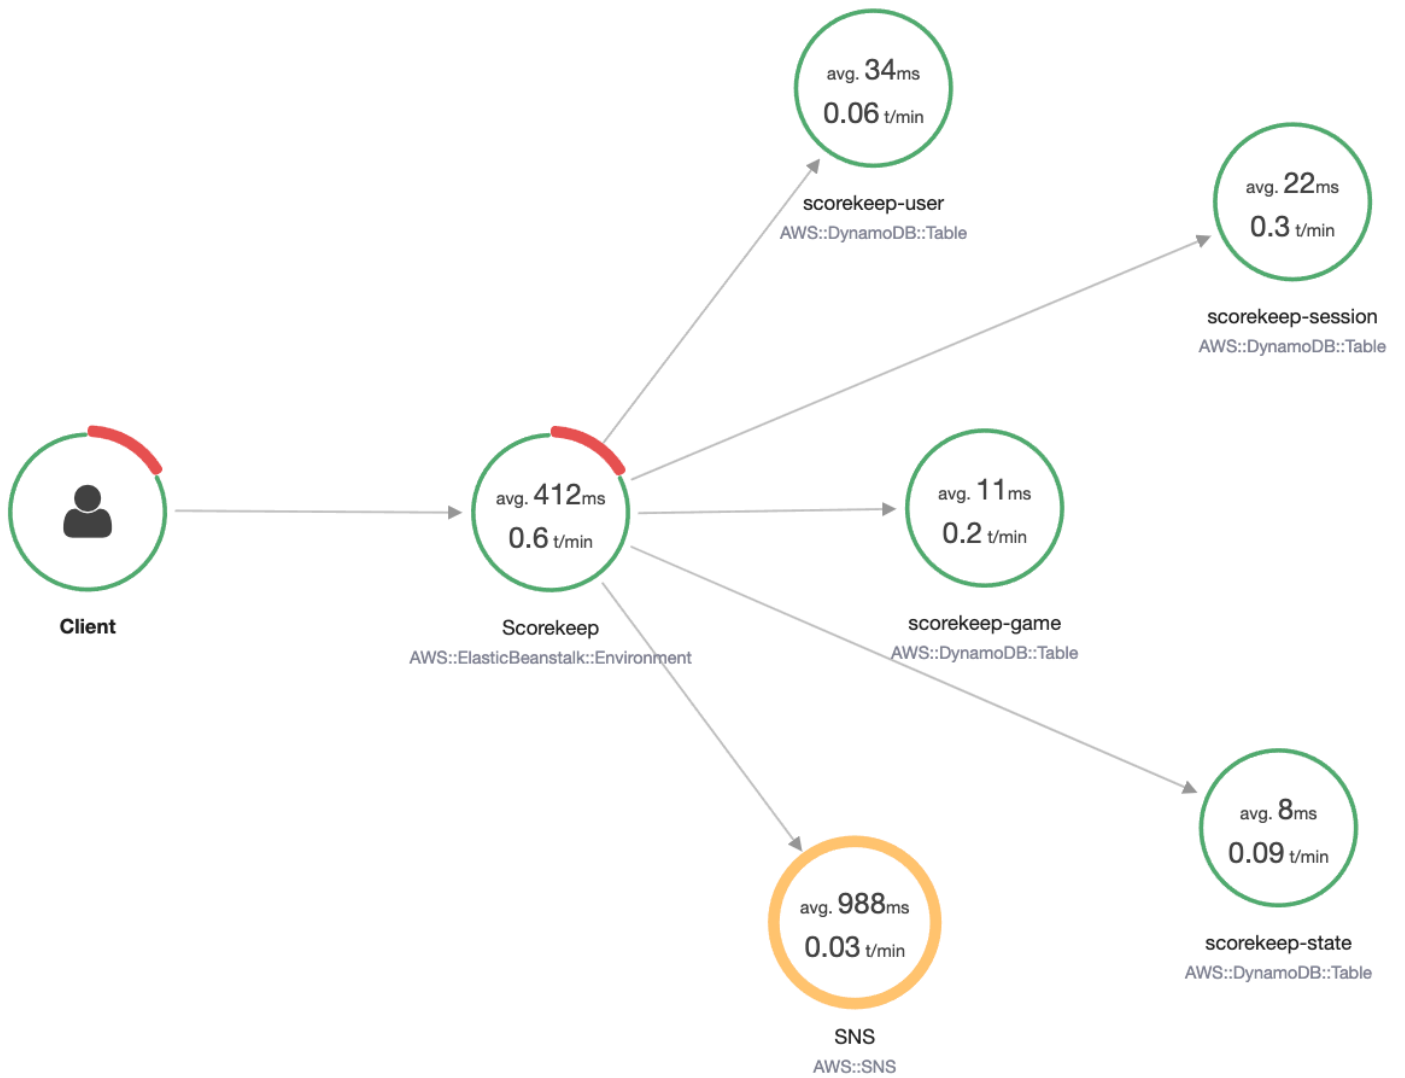 avg. 34ms
0.06 t/min
scorekeep-user
AWS::DynamoDB::Table
avg. 22ms
0.3 t/min
scorekeep-session
AWS::DynamoDB::Table
Client
avg. 412ms
0.6 t/min
Scorekeep
AWS::ElasticBeanstalk::Environment
avg. 11ms
0.2 t/min
scorekeep-game
AWS::DynamoDB::Table
avg. 8ms
0.09 t/min
scorekeep-state
AWS::DynamoDB::Table
avg. 988ms
0.03 t/min
SNS
AWS::SNS